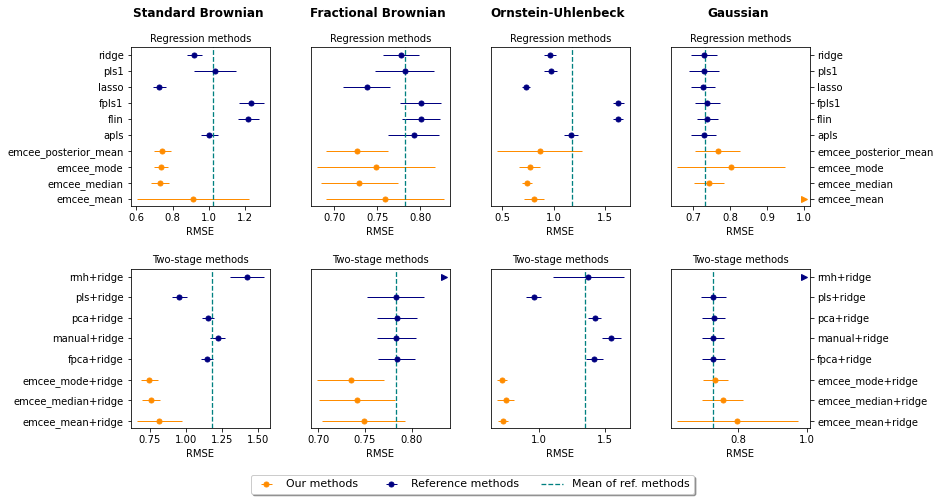 Standard Brownian Fractional Brownian Ornstein-Uhlenbeck Gaussian
Regression methods Regression methods Regression methods Regression methods
ridge ridge
pls1 pls1
lasso lasso
fpls1 fpls1
flin flin
apls apls
emcee_posterior_mean emcee_posterior_mean
emcee_mode emcee_mode
emcee_median emcee_median
emcee_mean emcee_mean
0.6 0.8 1.0 1.2 0.70 0.75 0.80 0.5 1.0 1.5 0.7 0.8 0.9 1.0
RMSE RMSE RMSE RMSE
Two-stage methods Two-stage methods Two-stage methods Two-stage methods
rmh+ridge rmh+ridge
pls+ridge pls+ridge
pca+ridge pca+ridge
manual+ridge manual+ridge
fpca+ridge fpca+ridge
emcee_mode+ridge emcee_mode+ridge
emcee_median+ridge emcee_median+ridge
emcee_mean+ridge emcee_mean+ridge
0.75 1.00 1.25 1.50 0.70 0.75 0.80 1.0 1.5 0.8 1.0
RMSE RMSE RMSE RMSE
Our methods Reference methods Mean of ref. methods